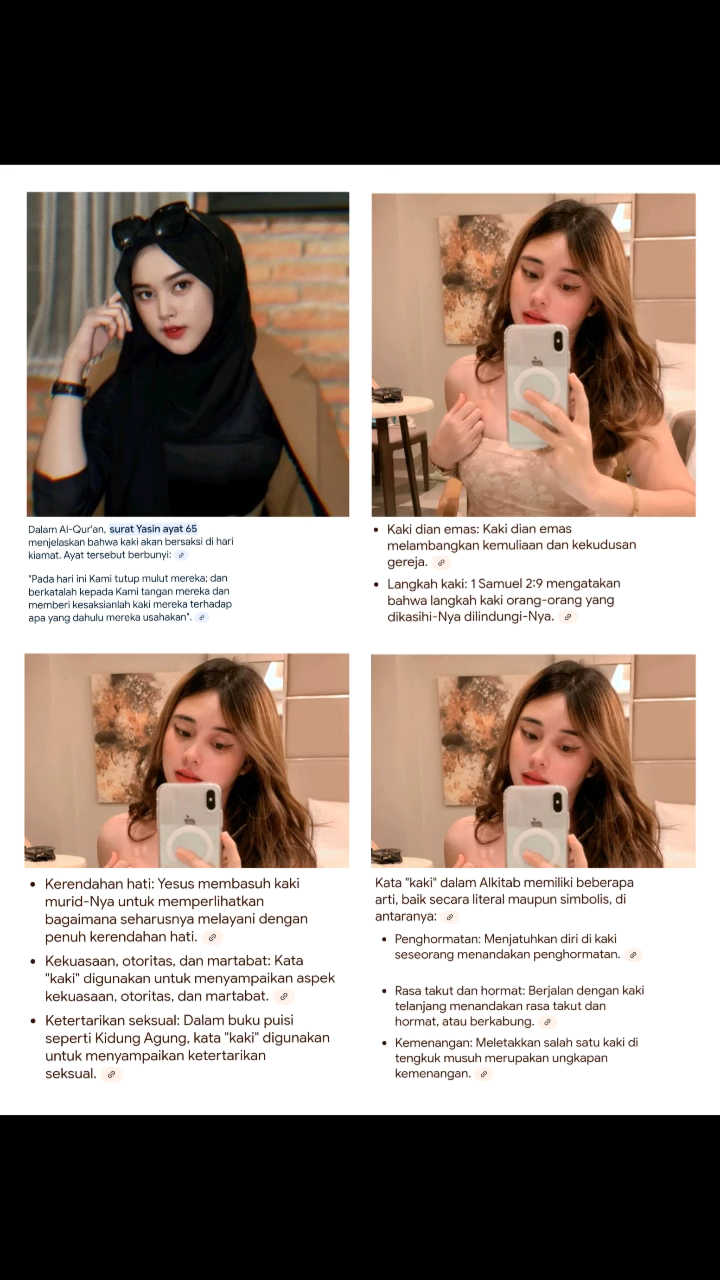 Dalam Al-Qur'an, surat Yasin ayat 65
menjelaskan bahwa kaki akan bersaksi di hari
kiamat. Ayat tersebut berbunyi:
"Pada hari ini Kami tutup mulut mereka; dan
berkatalah kepada Kami tangan mereka dan
memberi kesaksianlah kaki mereka terhadap
apa yang dahulu mereka usahakan".
• Kaki dian emas: Kaki dian emas
melambangkan kemuliaan dan kekudusan
gereja.
• Langkah kaki: 1 Samuel 2:9 mengatakan
bahwa langkah kaki orang-orang yang
dikasihi-Nya dilindungi-Nya.
• Kerendahan hati: Yesus membasuh kaki
murid-Nya untuk memperlihatkan
bagaimana seharusnya melayani dengan
penuh kerendahan hati.
• Kekuasaan, otoritas, dan martabat: Kata
"kaki" digunakan untuk menyampaikan aspek
kekuasaan, otoritas, dan martabat.
• Ketertarikan seksual: Dalam buku puisi
seperti Kidung Agung, kata "kaki" digunakan
untuk menyampaikan ketertarikan
seksual.
Kata "kaki" dalam Alkitab memiliki beberapa
arti, baik secara literal maupun simbolis, di
antaranya:
• Penghormatan: Menjatuhkan diri di kaki
seseorang menandakan penghormatan.
• Rasa takut dan hormat: Berjalan dengan kaki
telanjang menandakan rasa takut dan
hormat, atau berkabung.
• Kemenangan: Meletakkan salah satu kaki di
tengkuk musuh merupakan ungkapan
kemenangan.